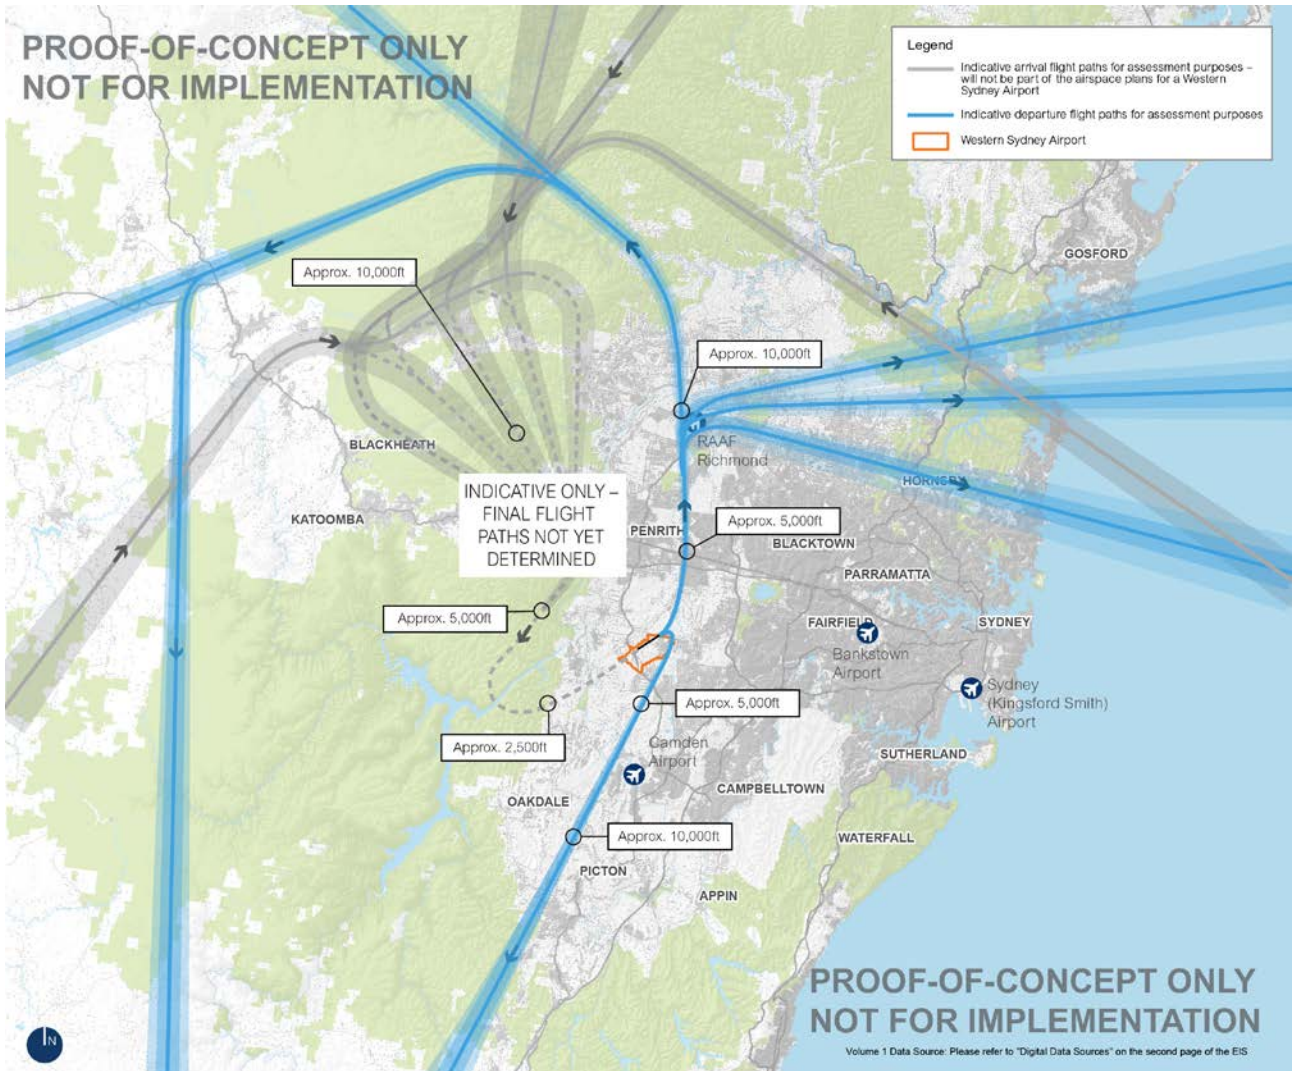 PROOF-OF-CONCEPT ONLY
NOT FOR IMPLEMENTATION
Legend
Indicative arrival flight paths for assessment purposes –
will not be part of the airspace plans for a Western
Sydney Airport
Indicative departure flight paths for assessment purposes
Western Sydney Airport
GOSFORD
Approx. 10,000ft
Approx. 10,000ft
BLACKHEATH
RAAF
Richmond
HORNSBY
INDICATIVE ONLY –
FINAL FLIGHT
PATHS NOT YET
DETERMINED
KATOOMBA
PENRITH
Approx. 5,000ft
BLACKTOWN
PARRAMATTA
Approx. 5,000ft
FAIRFIELD
SYDNEY
Bankstown
Airport
Sydney
(Kingsford Smith)
Airport
Approx. 5,000ft
Approx. 2,500ft
Camden
Airport
SUTHERLAND
CAMPBELLTOWN
OAKDALE
Approx. 10,000ft
WATERFALL
PICTON
APPIN
PROOF-OF-CONCEPT ONLY
NOT FOR IMPLEMENTATION
N
Volume 1 Data Source: Please refer to "Digital Data Sources" on the second page of the EIS